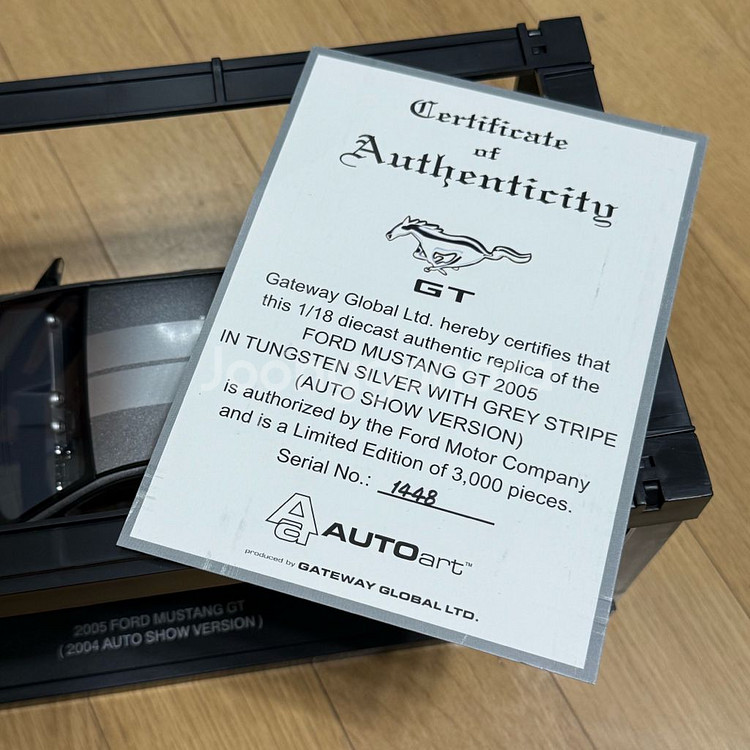 Certificate
of
Authenticity
GT
Gateway Global Ltd. hereby certifies that
this 1/18 diecast authentic replica of the
FORD MUSTANG GT 2005
IN TUNGSTEN SILVER WITH GREY STRIPE
(AUTO SHOW VERSION)
is authorized by the Ford Motor Company
and is a Limited Edition of 3,000 pieces.
Serial No.: 1448
Aa AUTOart™
produced by GATEWAY GLOBAL LTD.
2005 FORD MUSTANG GT
( 2004 AUTO SHOW VERSION )